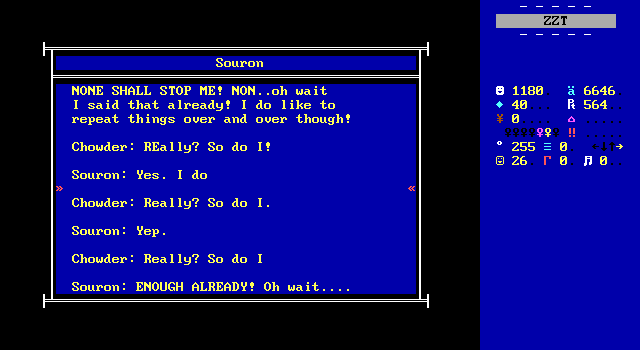 Souron
NONE SHALL STOP ME! NON..oh wait
I said that already! I do like to
repeat things over and over though!
Chowder: REally? So do I!
Souron: Yes. I do
Chowder: Really? So do I.
Souron: Yep.
Chowder: Really? So do I
Souron: ENOUGH ALREADY! Oh wait....
ZZT
1180 ä 6646
40 R 564
0
255 0
26 0 0